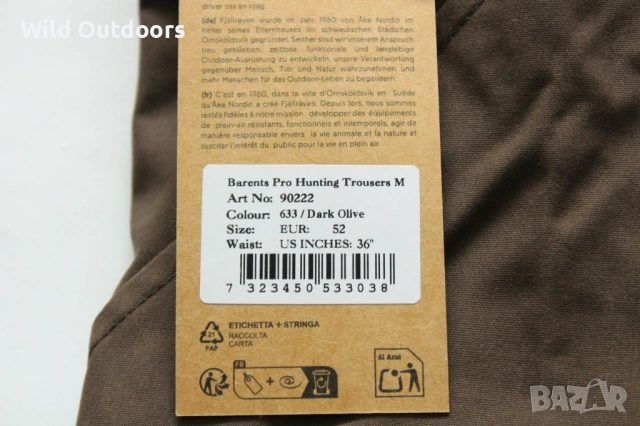 Wild Outdoors
driver oss än idag.
(de) Fjällräven wurde im Jahr 1960 von Åke Nordin im
Keller seines Elternhauses im schwedischen Städtchen
Örnsköldsvik gegründet. Seither sind wir unserem Anspruch
treu geblieben, zeitlose, funktionale und langlebige
Outdoor-Ausrüstung zu entwickeln, unsere Verantwortung
gegenüber Mensch, Tier und Natur wahrzunehmen und
mehr Menschen für das Outdoor-Leben zu begeistern.
(fr) C'est en 1960, dans la ville d'Örnsköldsvik en Suède
qu'Åke Nordin a créé Fjällräven. Depuis lors, nous sommes
restés fidèles à notre mission : développer des équipements
de plein-air résistants, fonctionnels et intemporels, agir de
manière responsable envers la vie animale et la nature et
susciter l'intérêt du public pour la vie en plein air.
Barents Pro Hunting Trousers M
Art No: 90222
Colour: 633 / Dark Olive
Size: EUR: 52
Waist: US INCHES: 36"
7 323450 533038
21
PAP
ETICHETTA + STRINGA
RACCOLTA
CARTA
FR
+
Al Azul
BAZAR